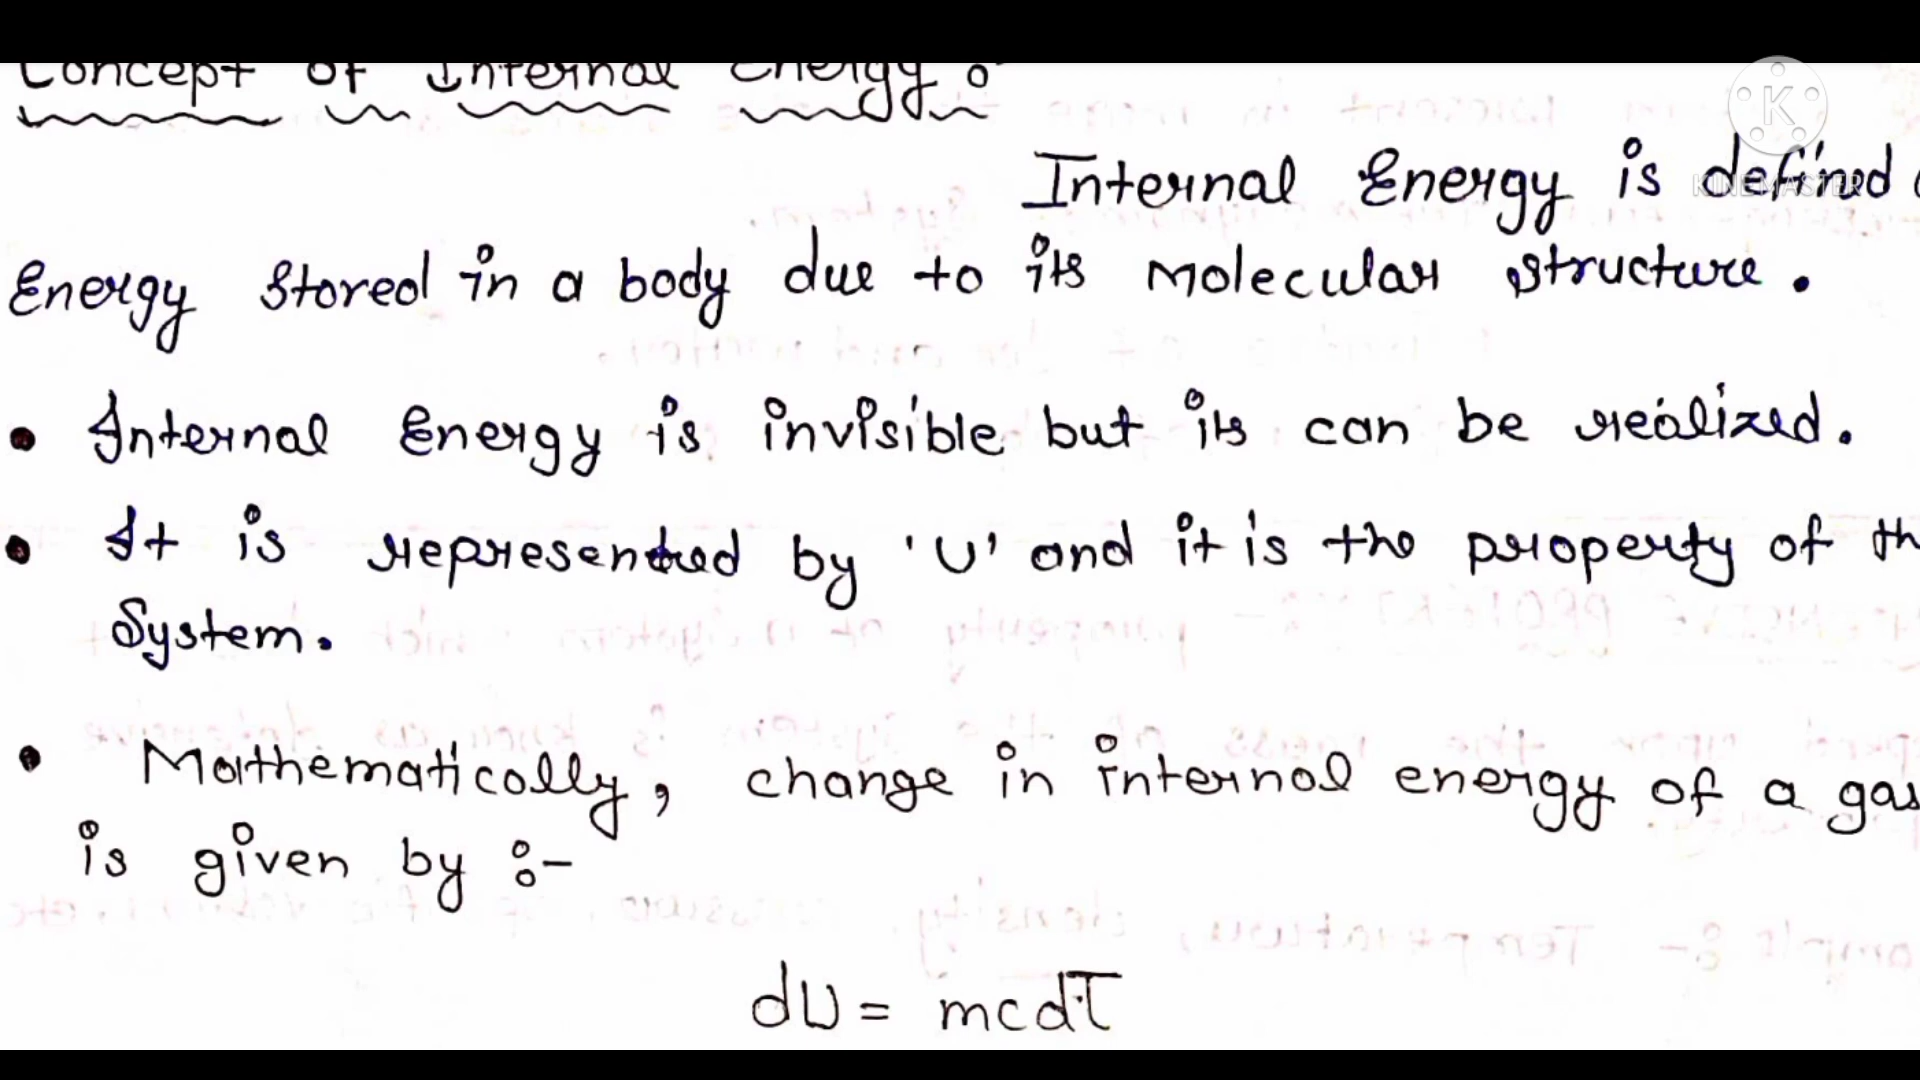 Concept of Internal Energy :
K
Internal Energy is defined
KINEMASTER
Energy stored in a body due to its molecular structure.
• Internal Energy is invisible but its can be realized.
• It is represented by 'U' and it is the property of th
System.
• Mathematically, change in internal energy of a gas
is given by :-
dU = mcdT